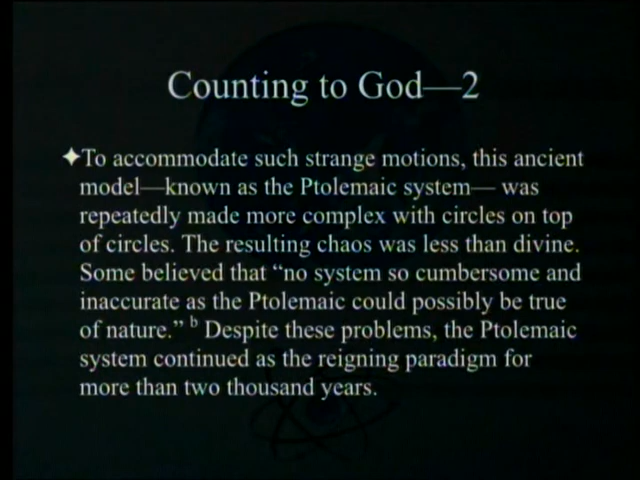 Counting to God—2
✦To accommodate such strange motions, this ancient
model—known as the Ptolemaic system— was
repeatedly made more complex with circles on top
of circles. The resulting chaos was less than divine.
Some believed that “no system so cumbersome and
inaccurate as the Ptolemaic could possibly be true
of nature.” b Despite these problems, the Ptolemaic
system continued as the reigning paradigm for
more than two thousand years.